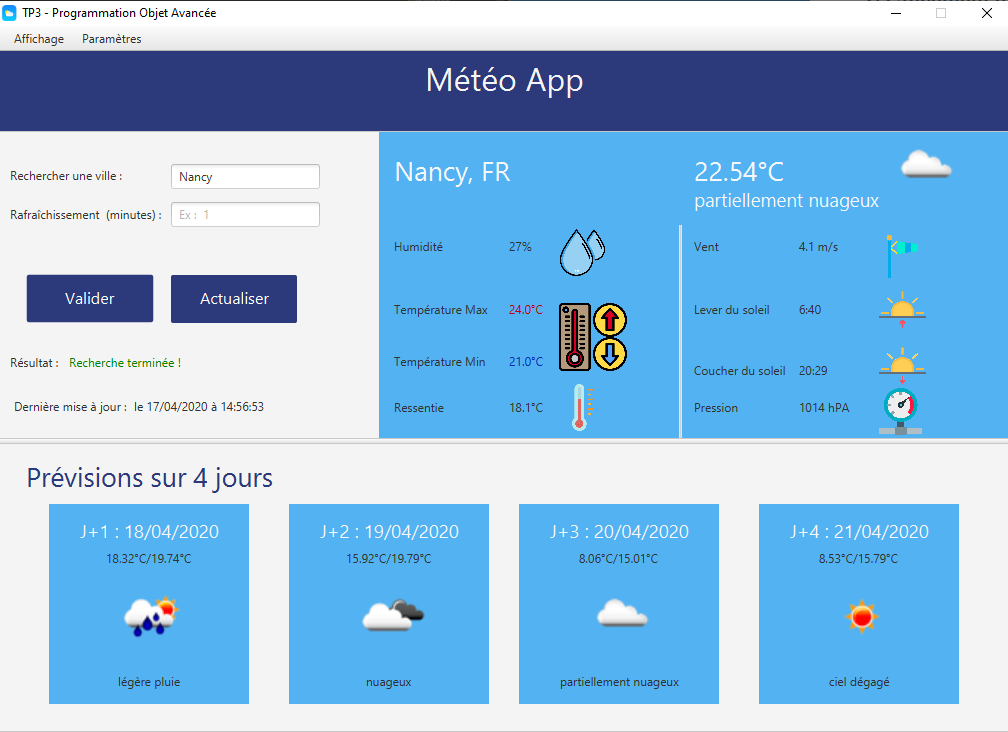 TP3 - Programmation Objet Avancée
Affichage Paramètres
Météo App
Rechercher une ville : Nancy
Rafraîchissement (minutes) : Ex : 1
Valider Actualiser
Résultat : Recherche terminée !
Dernière mise à jour : le 17/04/2020 à 14:56:53
Nancy, FR
22.54°C
partiellement nuageux
Humidité 27%
Température Max 24.0°C
Température Min 21.0°C
Ressentie 18.1°C
Vent 4.1 m/s
Lever du soleil 6:40
Coucher du soleil 20:29
Pression 1014 hPA
Prévisions sur 4 jours
J+1 : 18/04/2020
18.32°C/19.74°C
légère pluie
J+2 : 19/04/2020
15.92°C/19.79°C
nuageux
J+3 : 20/04/2020
8.06°C/15.01°C
partiellement nuageux
J+4 : 21/04/2020
8.53°C/15.79°C
ciel dégagé